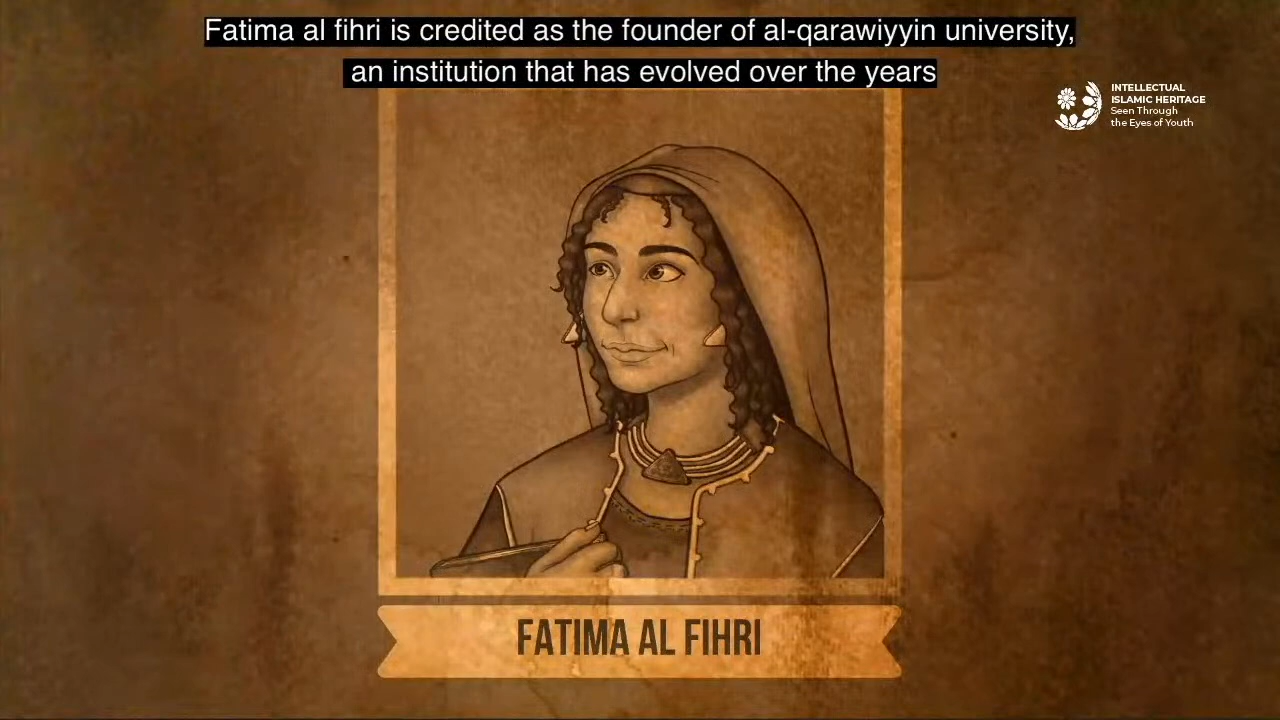 Fatima al fihri is credited as the founder of al-qarawiyyin university,
an institution that has evolved over the years
INTELLECTUAL
ISLAMIC HERITAGE
Seen Through
the Eyes of Youth
FATIMA AL FIHRI